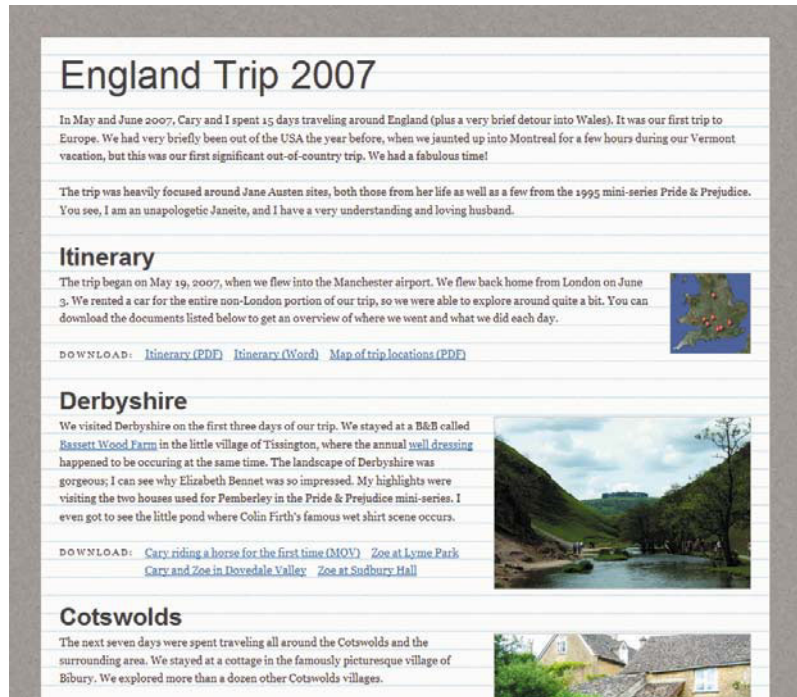 England Trip 2007
In May and June 2007, Cary and I spent 15 days traveling around England (plus a very brief detour into Wales). It was our first trip to
Europe. We had very briefly been out of the USA the year before, when we jaunted up into Montreal for a few hours during our Vermont
vacation, but this was our first significant out-of-country trip. We had a fabulous time!
The trip was heavily focused around Jane Austen sites, both those from her life as well as a few from the 1995 mini-series Pride & Prejudice.
You see, I am an unapologetic Janeite, and I have a very understanding and loving husband.
Itinerary
The trip began on May 19, 2007, when we flew into the Manchester airport. We flew back home from London on June
3. We rented a car for the entire non-London portion of our trip, so we were able to explore around quite a bit. You can
download the documents listed below to get an overview of where we went and what we did each day.
DOWNLOAD: Itinerary (PDF) Itinerary (Word) Map of trip locations (PDF)
Derbyshire
We visited Derbyshire on the first three days of our trip. We stayed at a B&B called
Bassett Wood Farm in the little village of Tissington, where the annual well dressing
happened to be occuring at the same time. The landscape of Derbyshire was
gorgeous; I can see why Elizabeth Bennet was so impressed. My highlights were
visiting the two houses used for Pemberley in the Pride & Prejudice mini-series. I
even got to see the little pond where Colin Firth's famous wet shirt scene occurs.
DOWNLOAD: Cary riding a horse for the first time (MOV) Zoe at Lyme Park
Cary and Zoe in Dovedale Valley Zoe at Sudbury Hall
Cotswolds
The next seven days were spent traveling all around the Cotswolds and the
surrounding area. We stayed at a cottage in the famously picturesque village of
Bibury. We explored more than a dozen other Cotswolds villages.